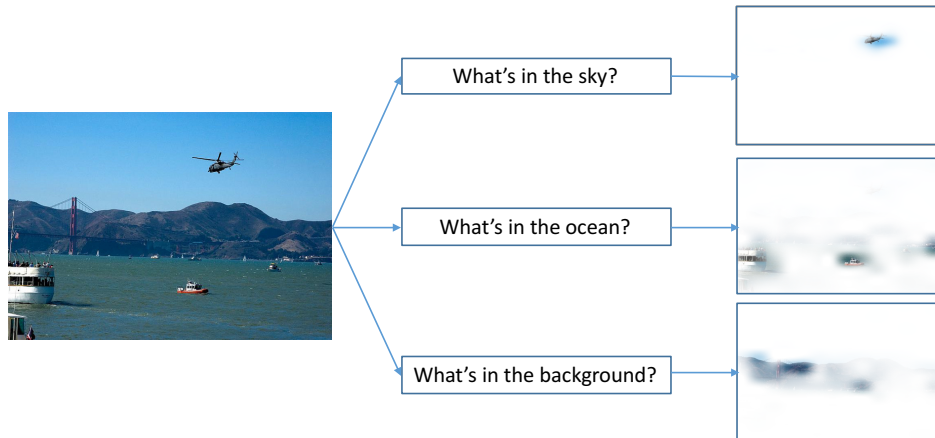 What's in the sky?
What's in the ocean?
What's in the background?